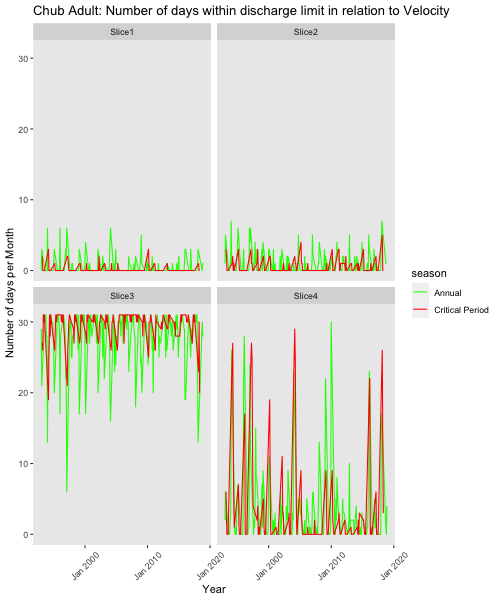 Chub Adult: Number of days within discharge limit in relation to Velocity
Slice1
Slice2
30
20
10
0
Slice3
Slice4
30
20
10
0
Number of days per Month
Jan 2000
Jan 2010
Jan 2020
Jan 2000
Jan 2010
Jan 2020
Year
season
Annual
Critical Period